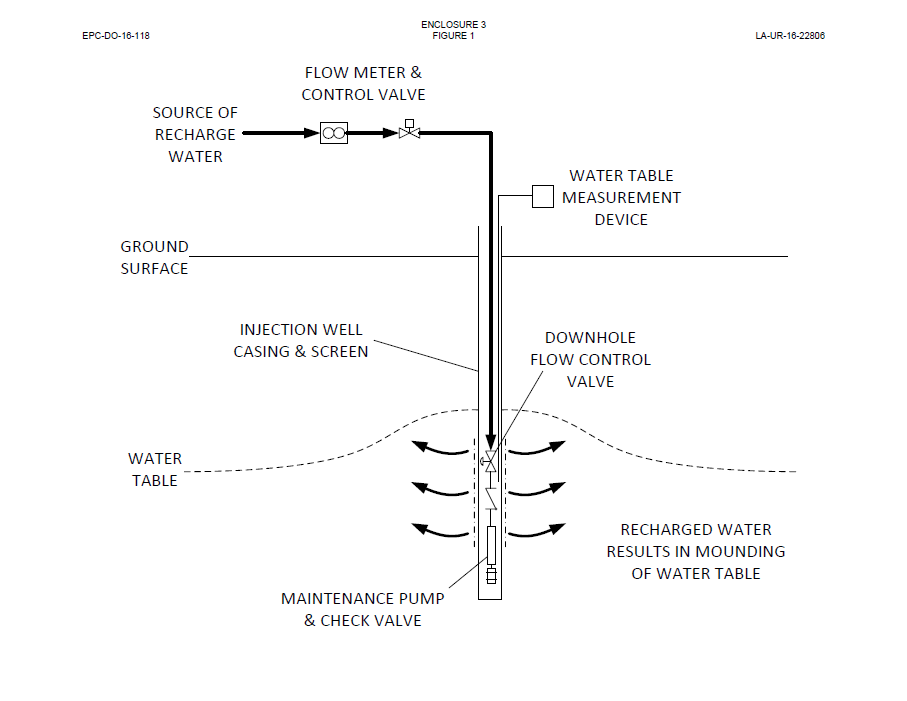 ENCLOSURE 3
EPC-DO-16-118
FIGURE 1
LA-UR-16-22806
FLOW METER &
CONTROL VALVE
SOURCE OF
RECHARGE
WATER
WATER TABLE
MEASUREMENT
DEVICE
GROUND
SURFACE
INJECTION WELL
CASING & SCREEN
DOWNHOLE
FLOW CONTROL
VALVE
WATER
TABLE
RECHARGED WATER
RESULTS IN MOUNDING
OF WATER TABLE
MAINTENANCE PUMP
& CHECK VALVE